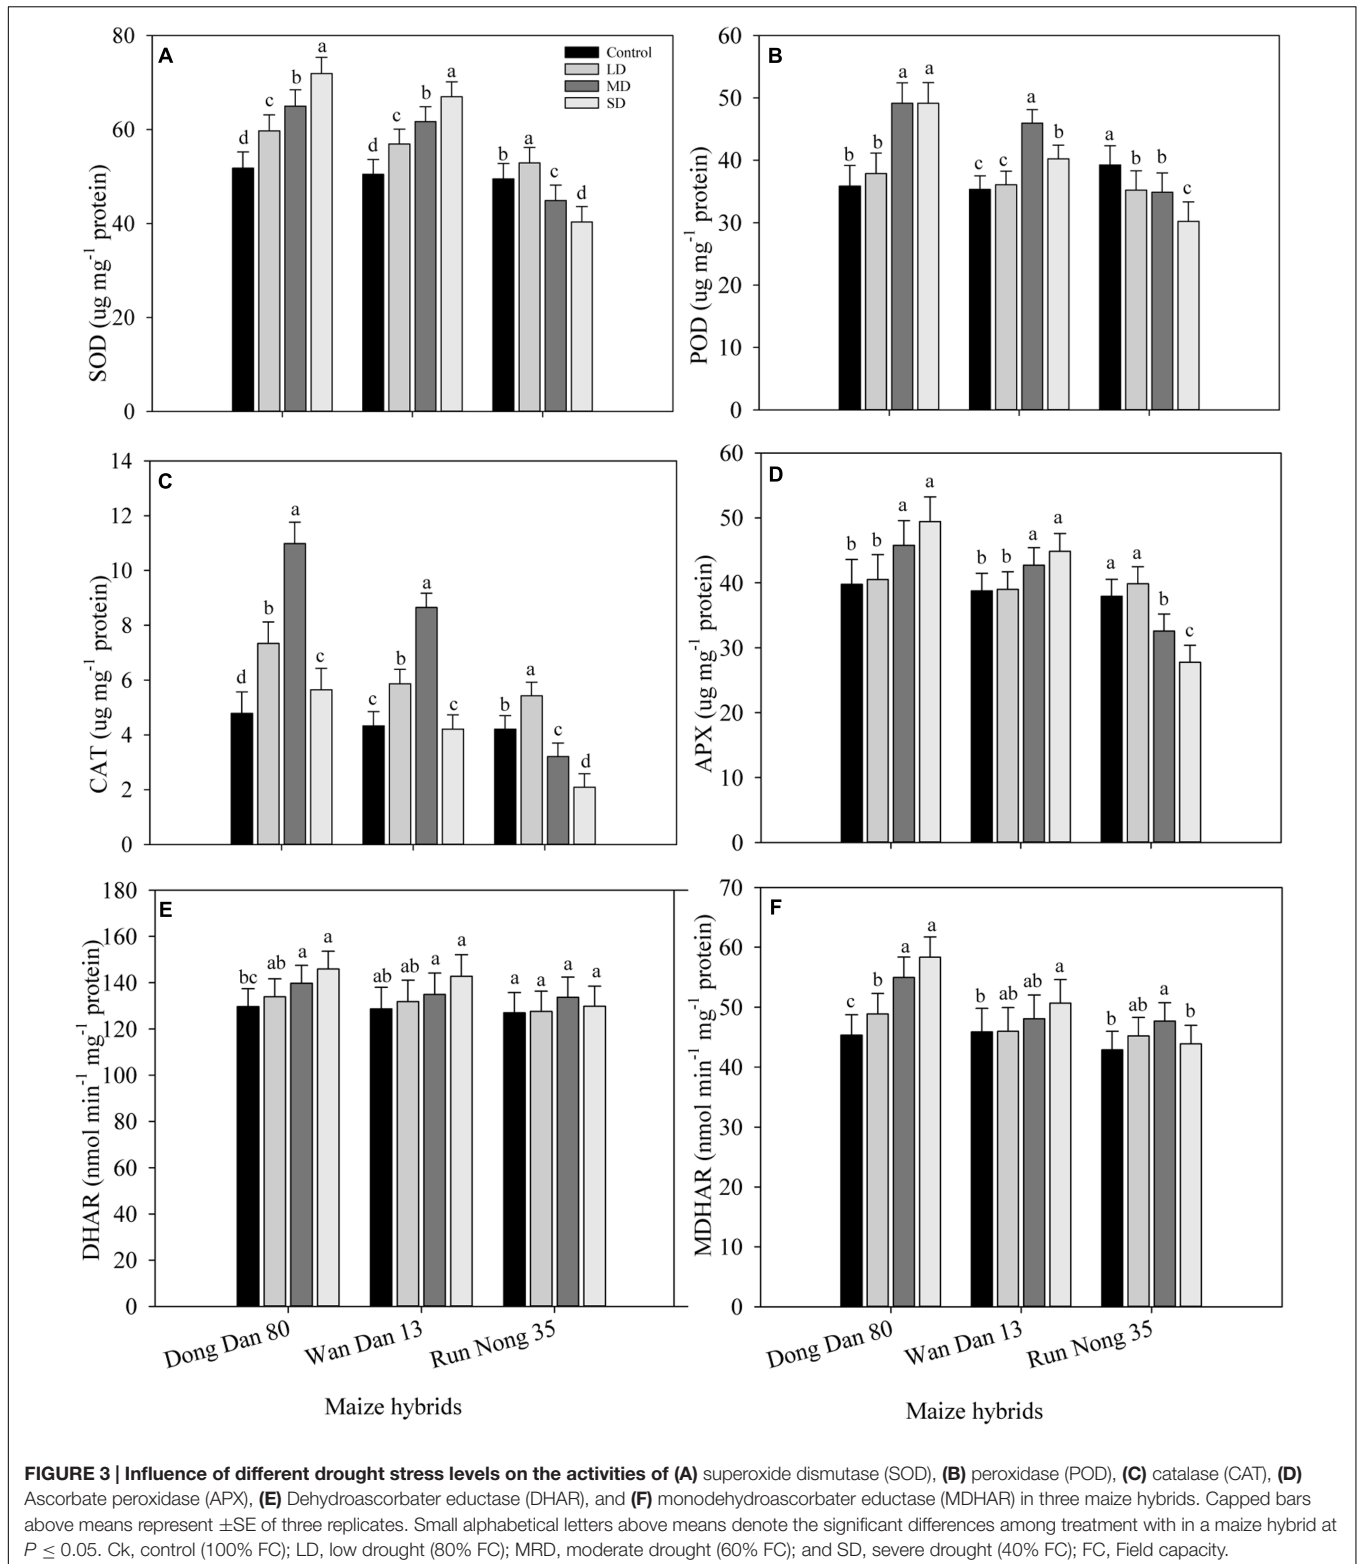 A
Control
LD
MD
SD
80
60
40
20
0
SOD (ug mg-1 protein)
d c b a
d c b a
b a c d
B
60
50
40
30
20
10
0
POD (ug mg-1 protein)
b b a a
c c a b
a b b c
C
14
12
10
8
6
4
2
0
CAT (ug mg-1 protein)
d b a c
c b a c
b a c d
D
60
50
40
30
20
10
0
APX (ug mg-1 protein)
b b a a
b b a a
a a b c
E
180
160
140
120
100
80
60
40
20
0
DHAR (nmol min-1 mg-1 protein)
bc ab a a
ab ab a a
a a a a
Dong Dan 80
Wan Dan 13
Run Nong 35
Maize hybrids
F
70
60
50
40
30
20
10
0
MDHAR (nmol min-1 mg-1 protein)
c b a a
b ab ab a
b ab a b
Dong Dan 80
Wan Dan 13
Run Nong 35
Maize hybrids
FIGURE 3 | Influence of different drought stress levels on the activities of (A) superoxide dismutase (SOD), (B) peroxidase (POD), (C) catalase (CAT), (D)
Ascorbate peroxidase (APX), (E) Dehydroascorbater eductase (DHAR), and (F) monodehydroascorbater eductase (MDHAR) in three maize hybrids. Capped bars
above means represent ±SE of three replicates. Small alphabetical letters above means denote the significant differences among treatment with in a maize hybrid at
P ≤ 0.05. Ck, control (100% FC); LD, low drought (80% FC); MRD, moderate drought (60% FC); and SD, severe drought (40% FC); FC, Field capacity.